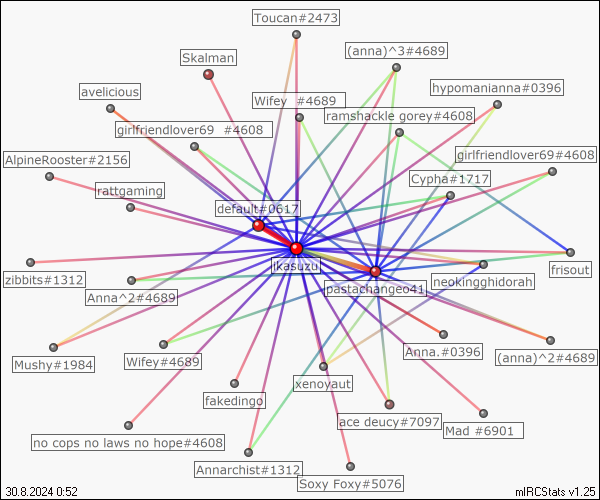 Toucan#2473
(anna)^3#4689
Skalman
avelicious
hypomanianna#0396
Wifey #4689
ramshackle gorey#4608
girlfriendlover69 #4608
AlpineRooster#2156
girlfriendlover69#4608
Cypha#1717
rattgaming
default#0617
ikasuzu
frisout
zibbits#1312
neokingghidorah
pastachangeo41
Anna^2#4689
Anna.#0396
(anna)^2#4689
Mushy#1984
Wifey#4689
xenoyaut
fakedingo
ace deucy#7097
Mad #6901
no cops no laws no hope#4608
Annarchist#1312
Soxy Foxy#5076
30.8.2024 0:52
mIRCStats v1.25